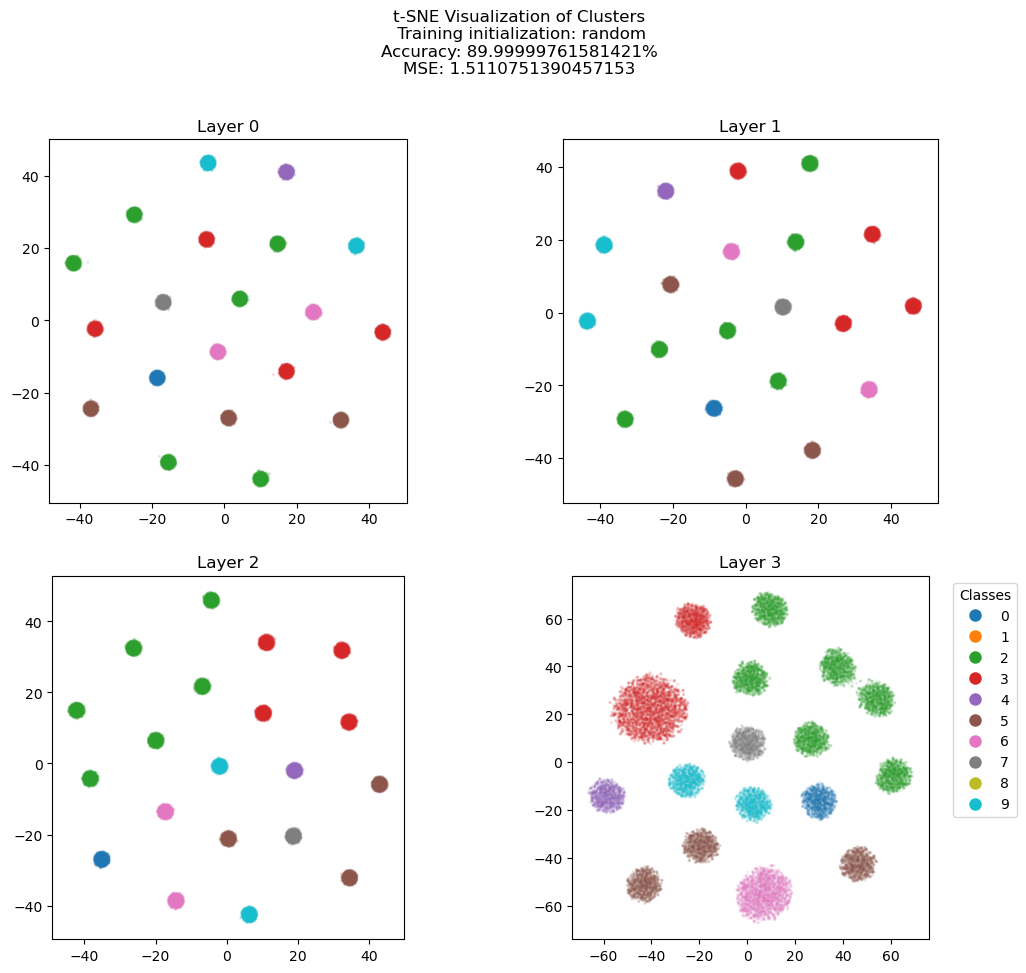 t-SNE Visualization of Clusters
Training initialization: random
Accuracy: 89.99999761581421%
MSE: 1.5110751390457153
Layer 0
40
20
0
−20
−40
−40 −20 0 20 40
Layer 1
40
20
0
−20
−40
−40 −20 0 20 40
Layer 2
40
20
0
−20
−40
−40 −20 0 20 40
Layer 3
60
40
20
0
−20
−40
−60
−60 −40 −20 0 20 40 60
Classes
0
1
2
3
4
5
6
7
8
9